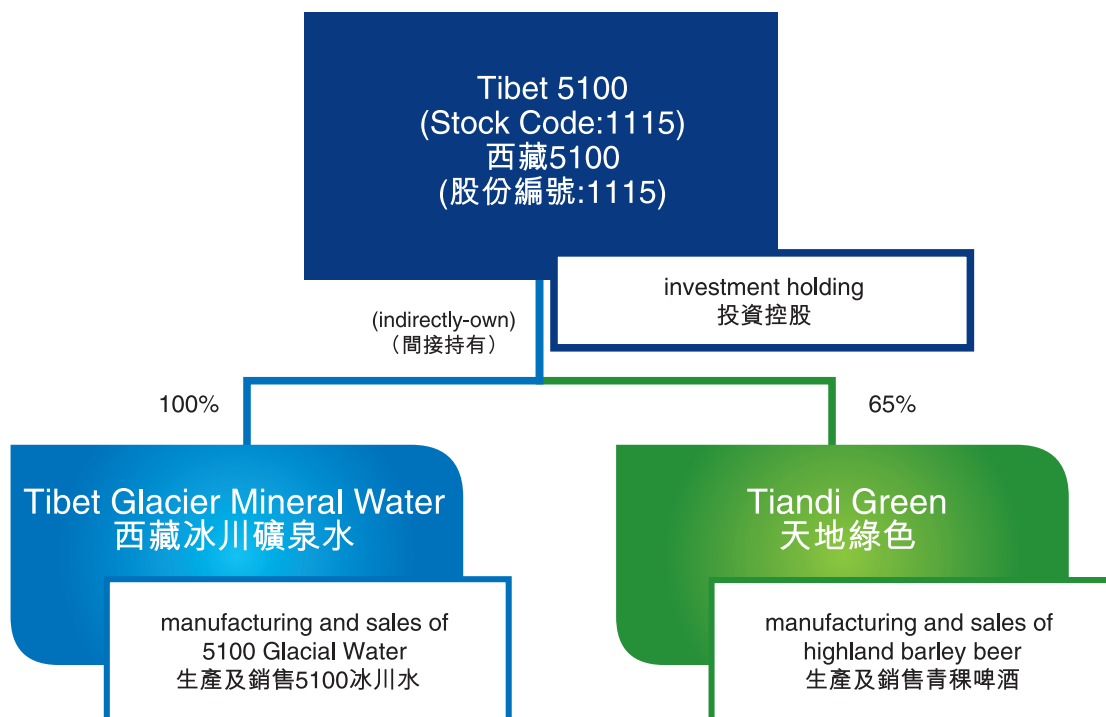 Tibet 5100
(Stock Code:1115)
西藏5100
(股份編號:1115)
investment holding
投資控股
(indirectly-own)
（間接持有）
100%
65%
Tibet Glacier Mineral Water
西藏冰川礦泉水
manufacturing and sales of
5100 Glacial Water
生產及銷售5100冰川水
Tiandi Green
天地綠色
manufacturing and sales of
highland barley beer
生產及銷售青稞啤酒